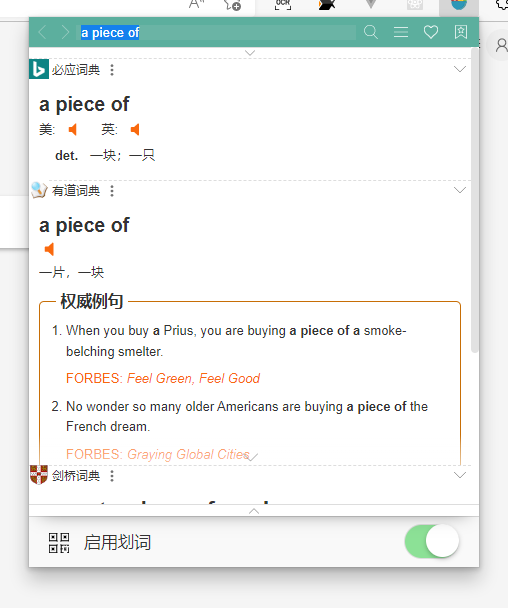 OCR
a piece of
必应词典
a piece of
美: 英:
det. 一块；一只
有道词典
a piece of
一片，一块
权威例句
1. When you buy a Prius, you are buying a piece of a smoke-
belching smelter.
FORBES: Feel Green, Feel Good
2. No wonder so many older Americans are buying a piece of the
French dream.
FORBES: Graying Global Cities
剑桥词典
启用划词